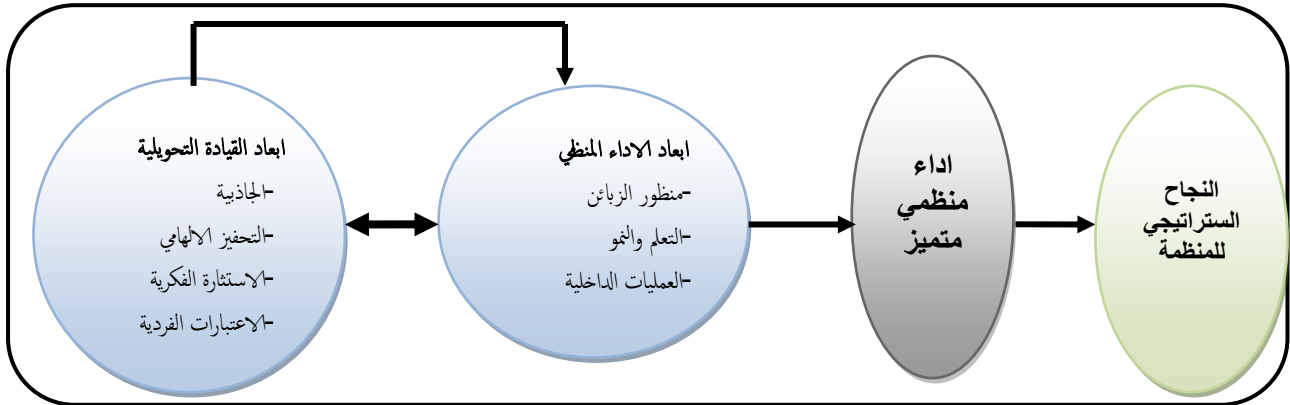 ابعاد القيادة التحويلية
-الجاذبية
-التحفيز الالهامي
-الاستثارة الفكرية
-الاعتبارات الفردية
ابعاد الاداء المنظمي
-منظور الزبائن
-التعلم والنمو
-العمليات الداخلية
اداء
منظمي
متميز
النجاح
الستراتيجي
للمنظمة